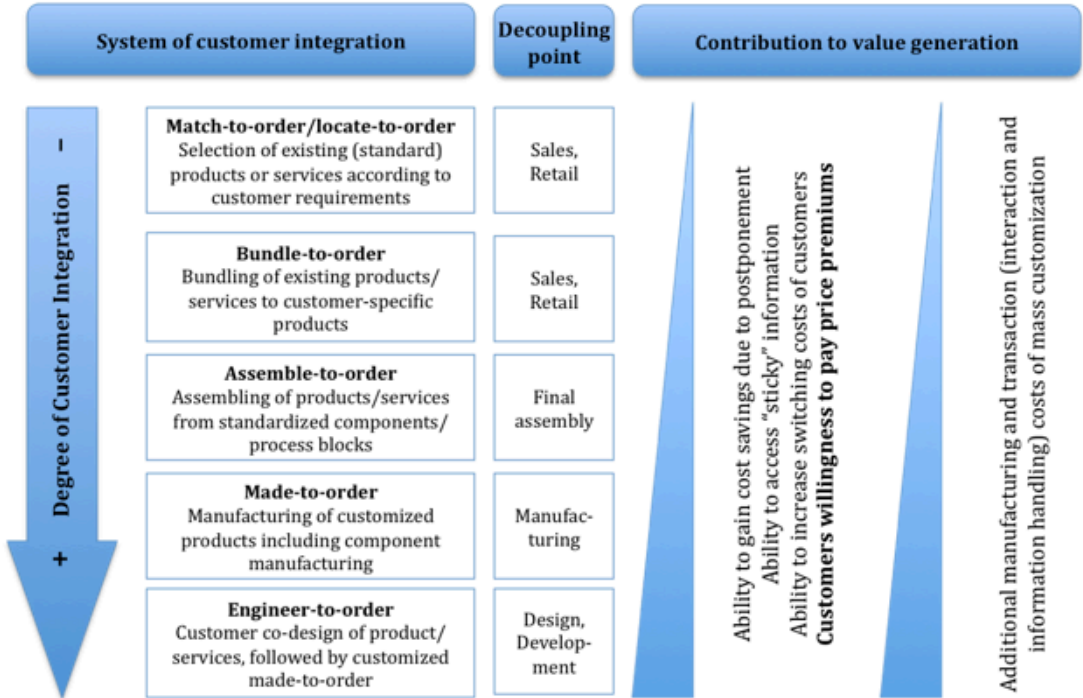 System of customer integration
Decoupling
point
Contribution to value generation
– Degree of Customer Integration +
Match-to-order/locate-to-order
Selection of existing (standard)
products or services according to
customer requirements
Sales,
Retail
Bundle-to-order
Bundling of existing products/
services to customer-specific
products
Sales,
Retail
Assemble-to-order
Assembling of products/services
from standardized components/
process blocks
Final
assembly
Made-to-order
Manufacturing of customized
products including component
manufacturing
Manufac-
turing
Engineer-to-order
Customer co-design of product/
services, followed by customized
made-to-order
Design,
Develop-
ment
Ability to gain cost savings due to postponement
Ability to access "sticky" information
Ability to increase switching costs of customers
Customers willingness to pay price premiums
Additional manufacturing and transaction (interaction and
information handling) costs of mass customization